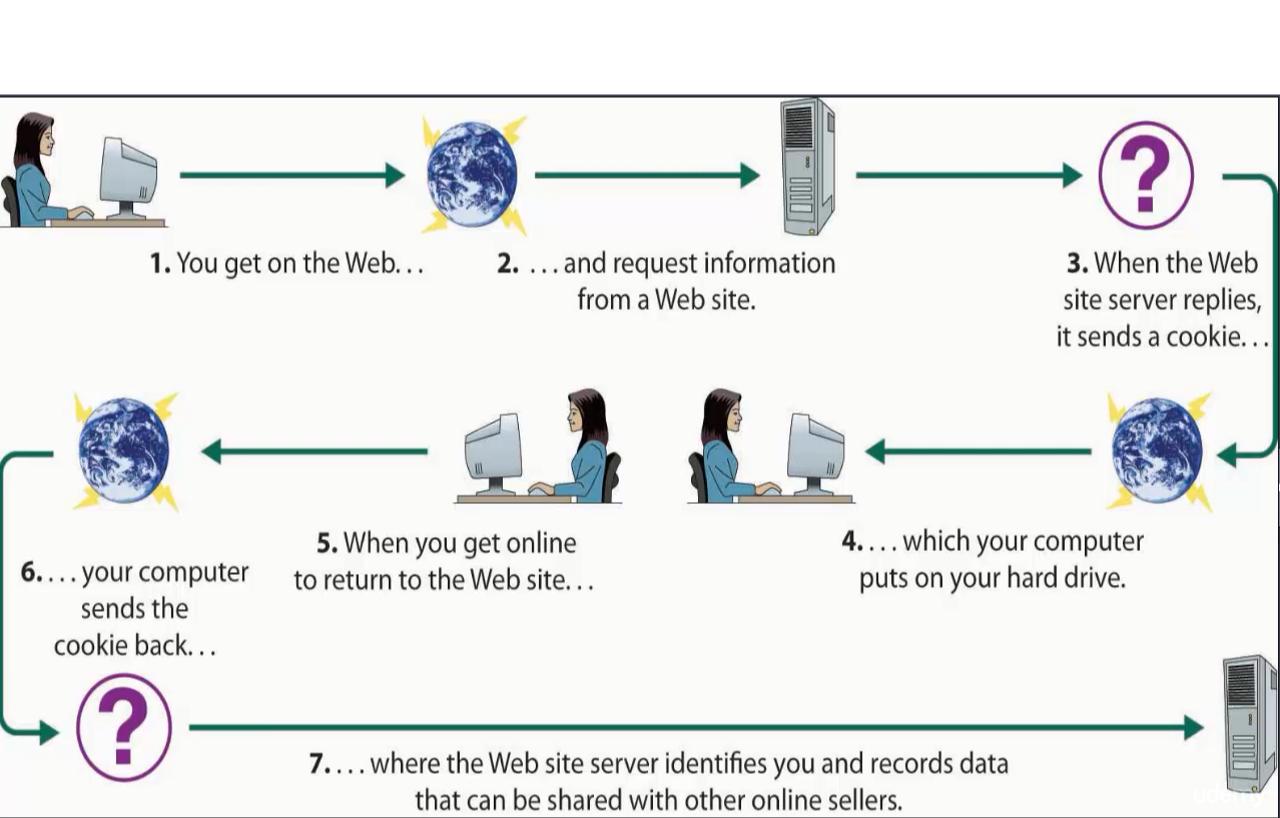 1. You get on the Web...
2. ...and request information
from a Web site.
3. When the Web
site server replies,
it sends a cookie...
4. ...which your computer
puts on your hard drive.
5. When you get online
to return to the Web site...
6. ...your computer
sends the
cookie back...
?
?
7. ...where the Web site server identifies you and records data
that can be shared with other online sellers.
udemy